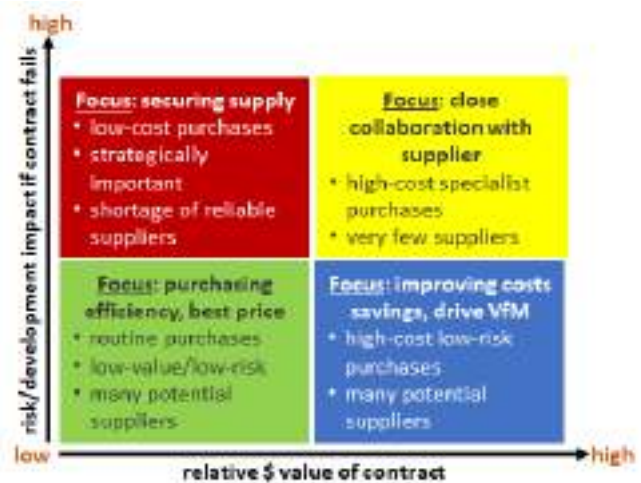 high
risk/development impact if contract fails
Focus: securing supply
• low-cost purchases
• strategically
important
• shortage of reliable
suppliers
Focus: close
collaboration with
supplier
• high-cost specialist
purchases
• very few suppliers
Focus: purchasing
efficiency, best price
• routine purchases
• low-value/low-risk
• many potential
suppliers
Focus: improving costs
savings, drive VfM
• high-cost low-risk
purchases
• many potential
suppliers
low
high
relative $ value of contract